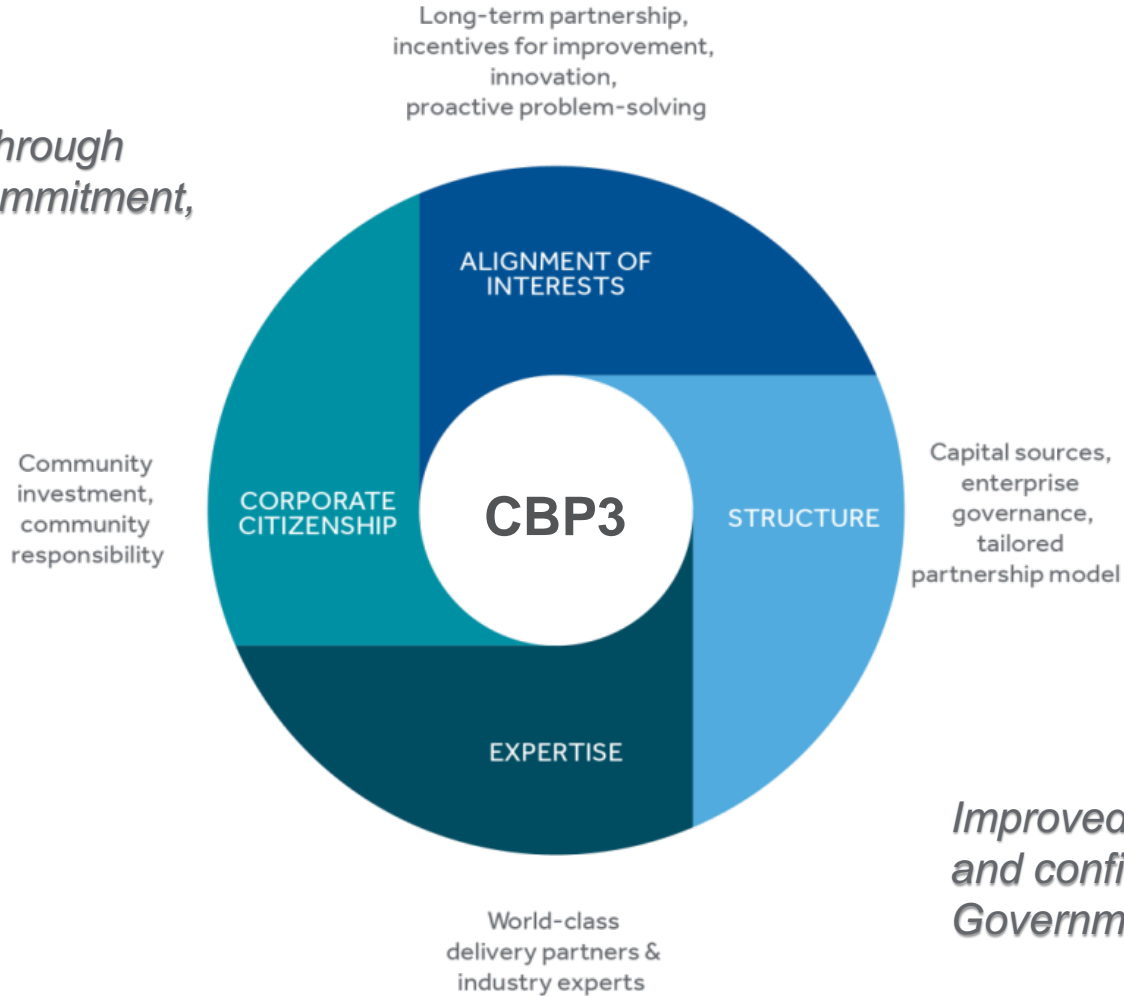 Long-term partnership,
incentives for improvement,
innovation,
proactive problem-solving
hrough
mmitment,
ALIGNMENT OF
INTERESTS
Community
investment,
community
responsibility
CORPORATE
CITIZENSHIP
CBP3
STRUCTURE
Capital sources,
enterprise
governance,
tailored
partnership model
EXPERTISE
Improved
and confi
Governm
World-class
delivery partners &
industry experts